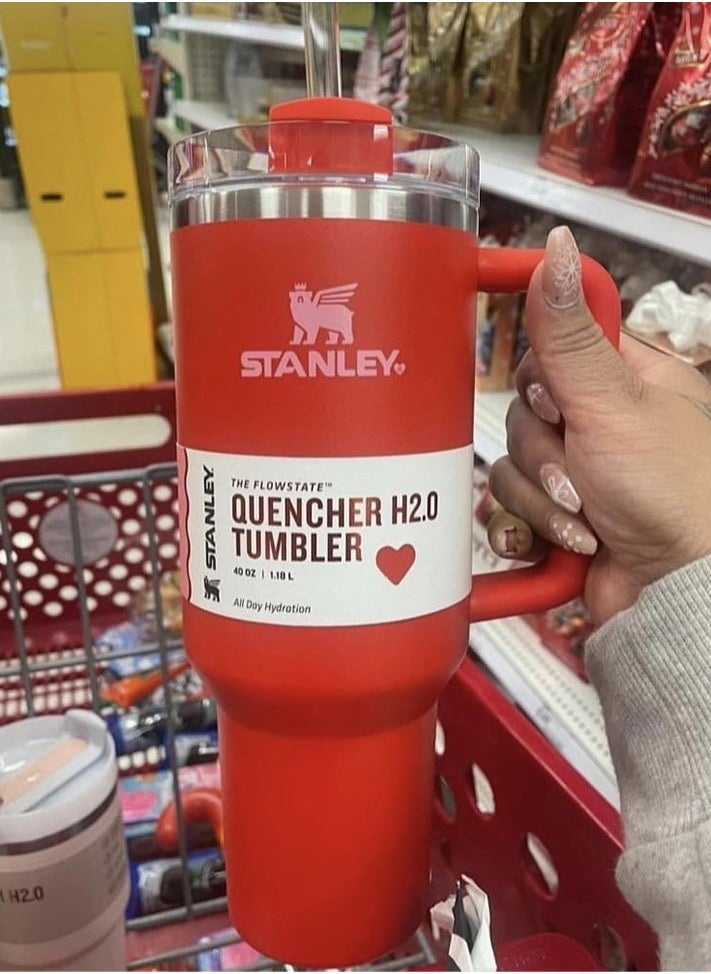 STANLEY
STANLEY
THE FLOWSTATE™
QUENCHER H2.0
TUMBLER
40 OZ | 1.18 L
All Day Hydration
H2.0